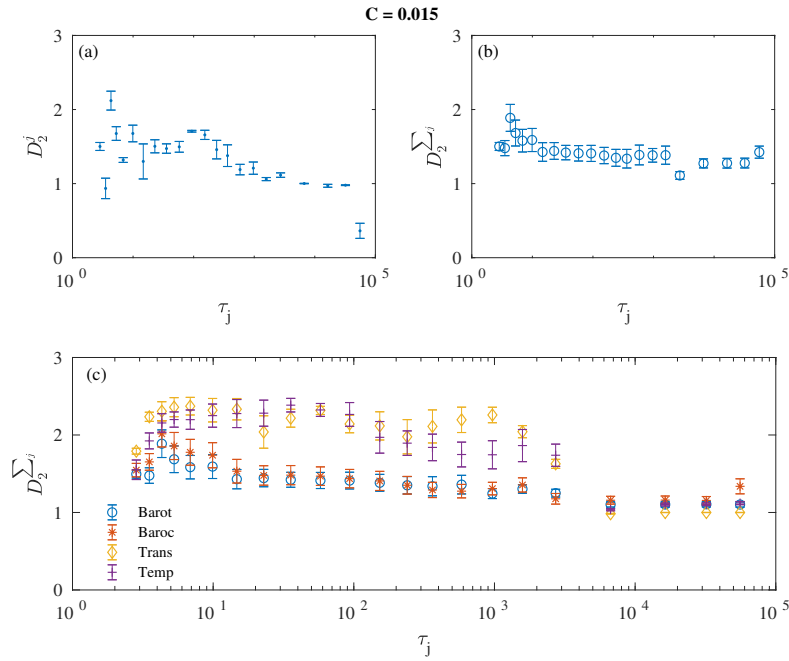 C = 0.015
(a)
3
2
1
0
D_2^j
10^0
10^5
τ_j
(b)
3
2
1
0
D_2^{∑_j}
10^0
10^5
τ_j
(c)
3
2
1
0
D_2^{∑_j}
Barot
Baroc
Trans
Temp
10^0 10^1 10^2 10^3 10^4 10^5
τ_j